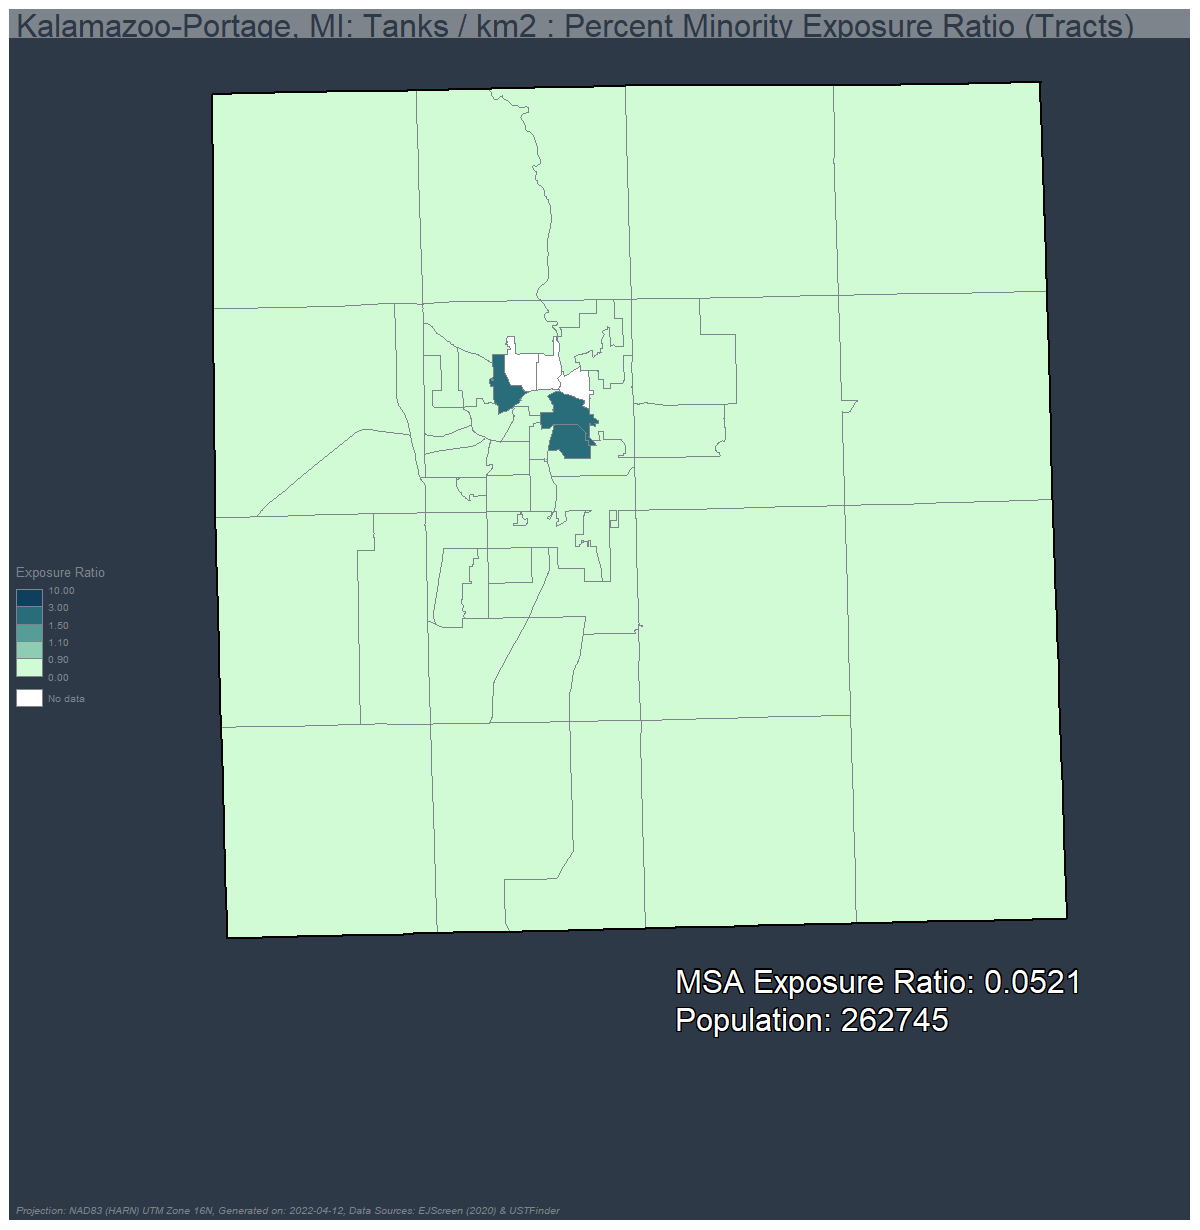 Kalamazoo-Portage, MI: Tanks / km2 : Percent Minority Exposure Ratio (Tracts)
Exposure Ratio
10.00
3.00
1.50
1.10
0.90
0.00
No data
MSA Exposure Ratio: 0.0521
Population: 262745
Projection: NAD83 (HARN) UTM Zone 16N, Generated on: 2022-04-12, Data Sources: EJScreen (2020) & USTFinder